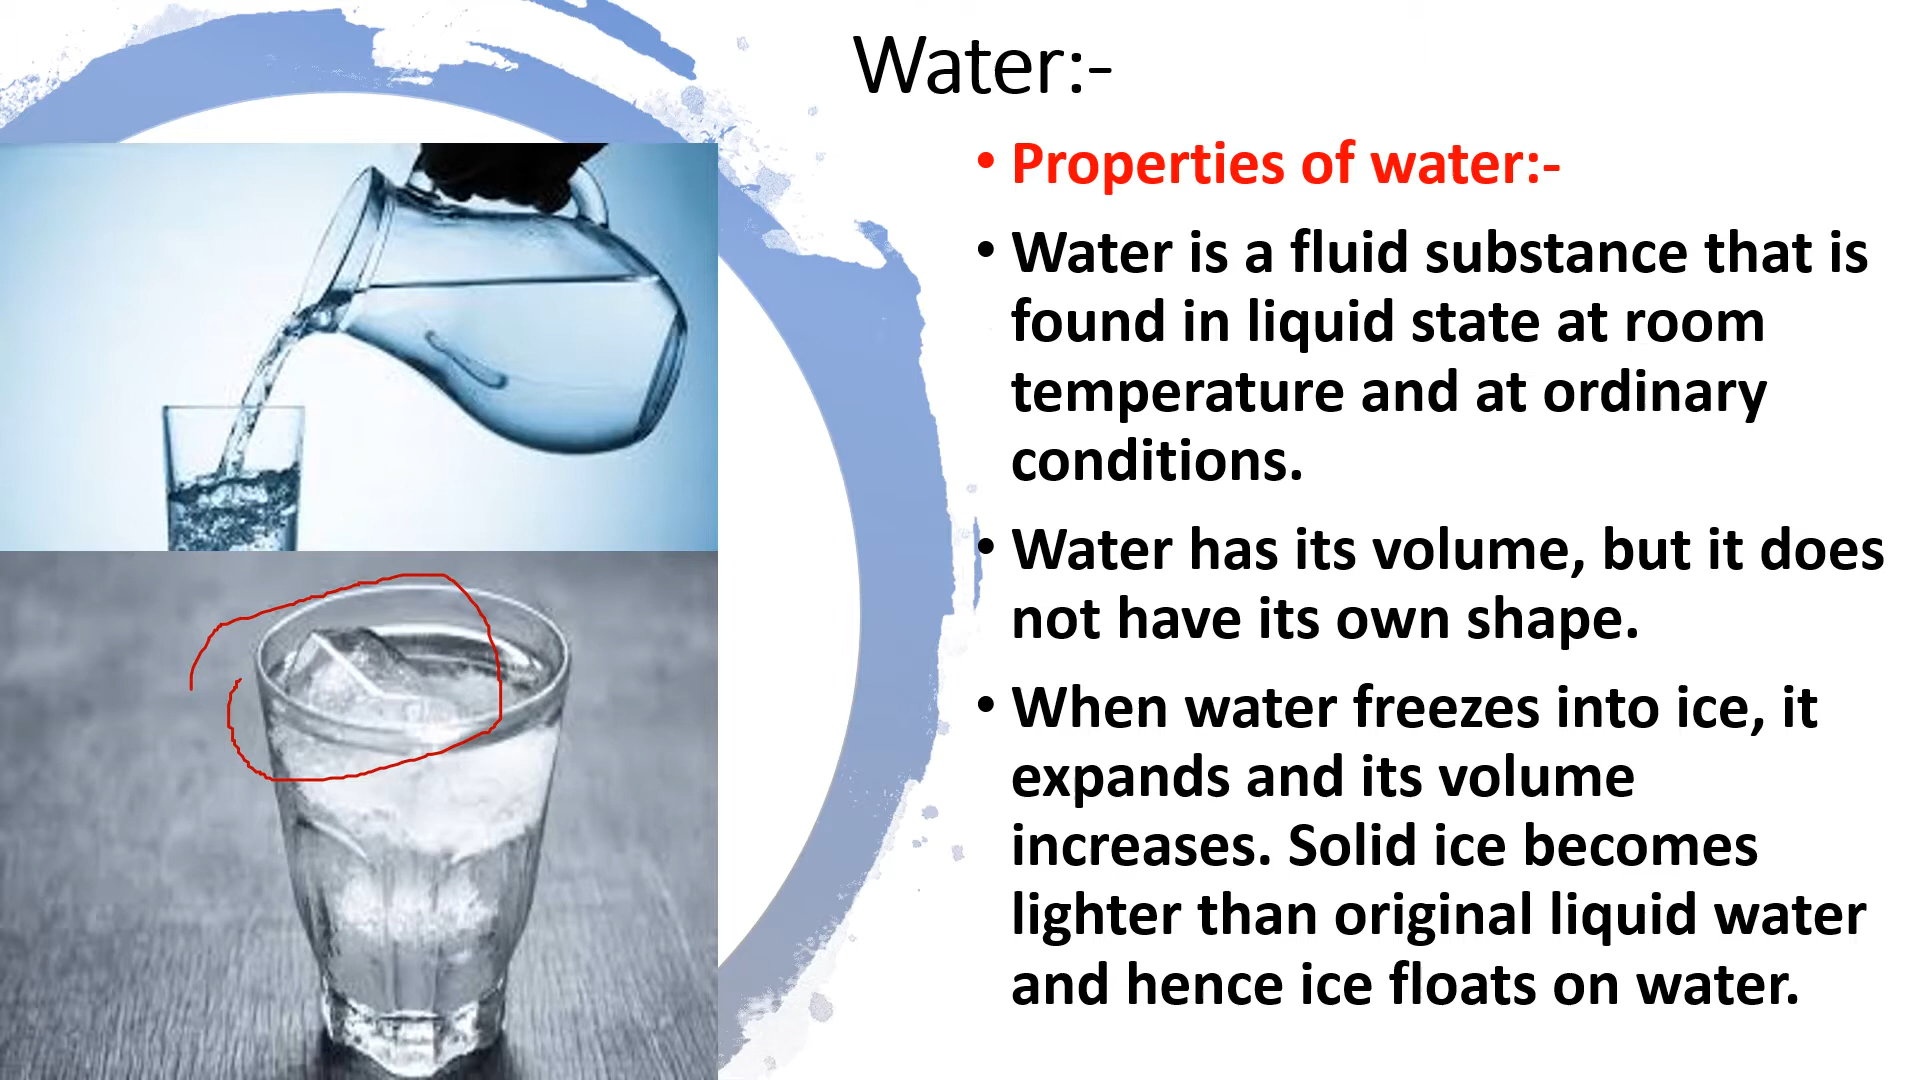 Water:-
• Properties of water:-
• Water is a fluid substance that is
found in liquid state at room
temperature and at ordinary
conditions.
• Water has its volume, but it does
not have its own shape.
• When water freezes into ice, it
expands and its volume
increases. Solid ice becomes
lighter than original liquid water
and hence ice floats on water.